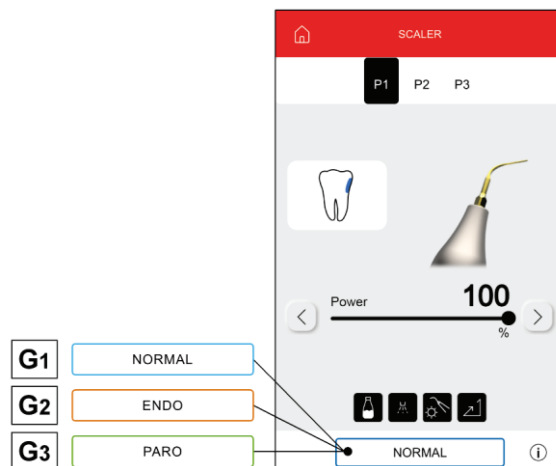 SCALER
P1 P2 P3
Power 100
%
G1 NORMAL
G2 ENDO
G3 PARO
NORMAL